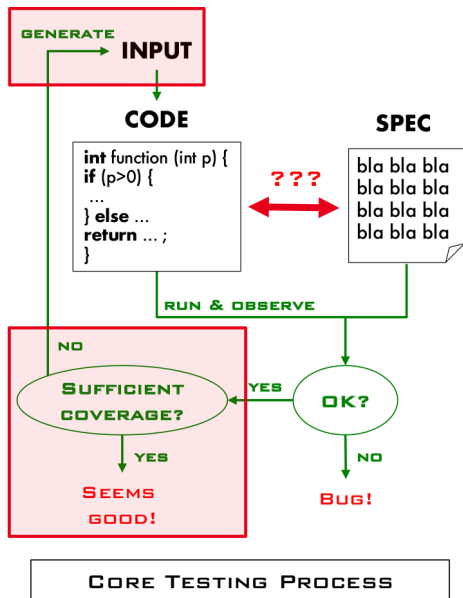 GENERATE
INPUT
CODE
SPEC
int function (int p) {
if (p>0) {
...
} else ...
return ... ;
}
???
bla bla bla
bla bla bla
bla bla bla
bla bla bla
RUN & OBSERVE
NO
SUFFICIENT
COVERAGE?
YES
OK?
YES
NO
SEEMS
GOOD!
BUG!
CORE TESTING PROCESS